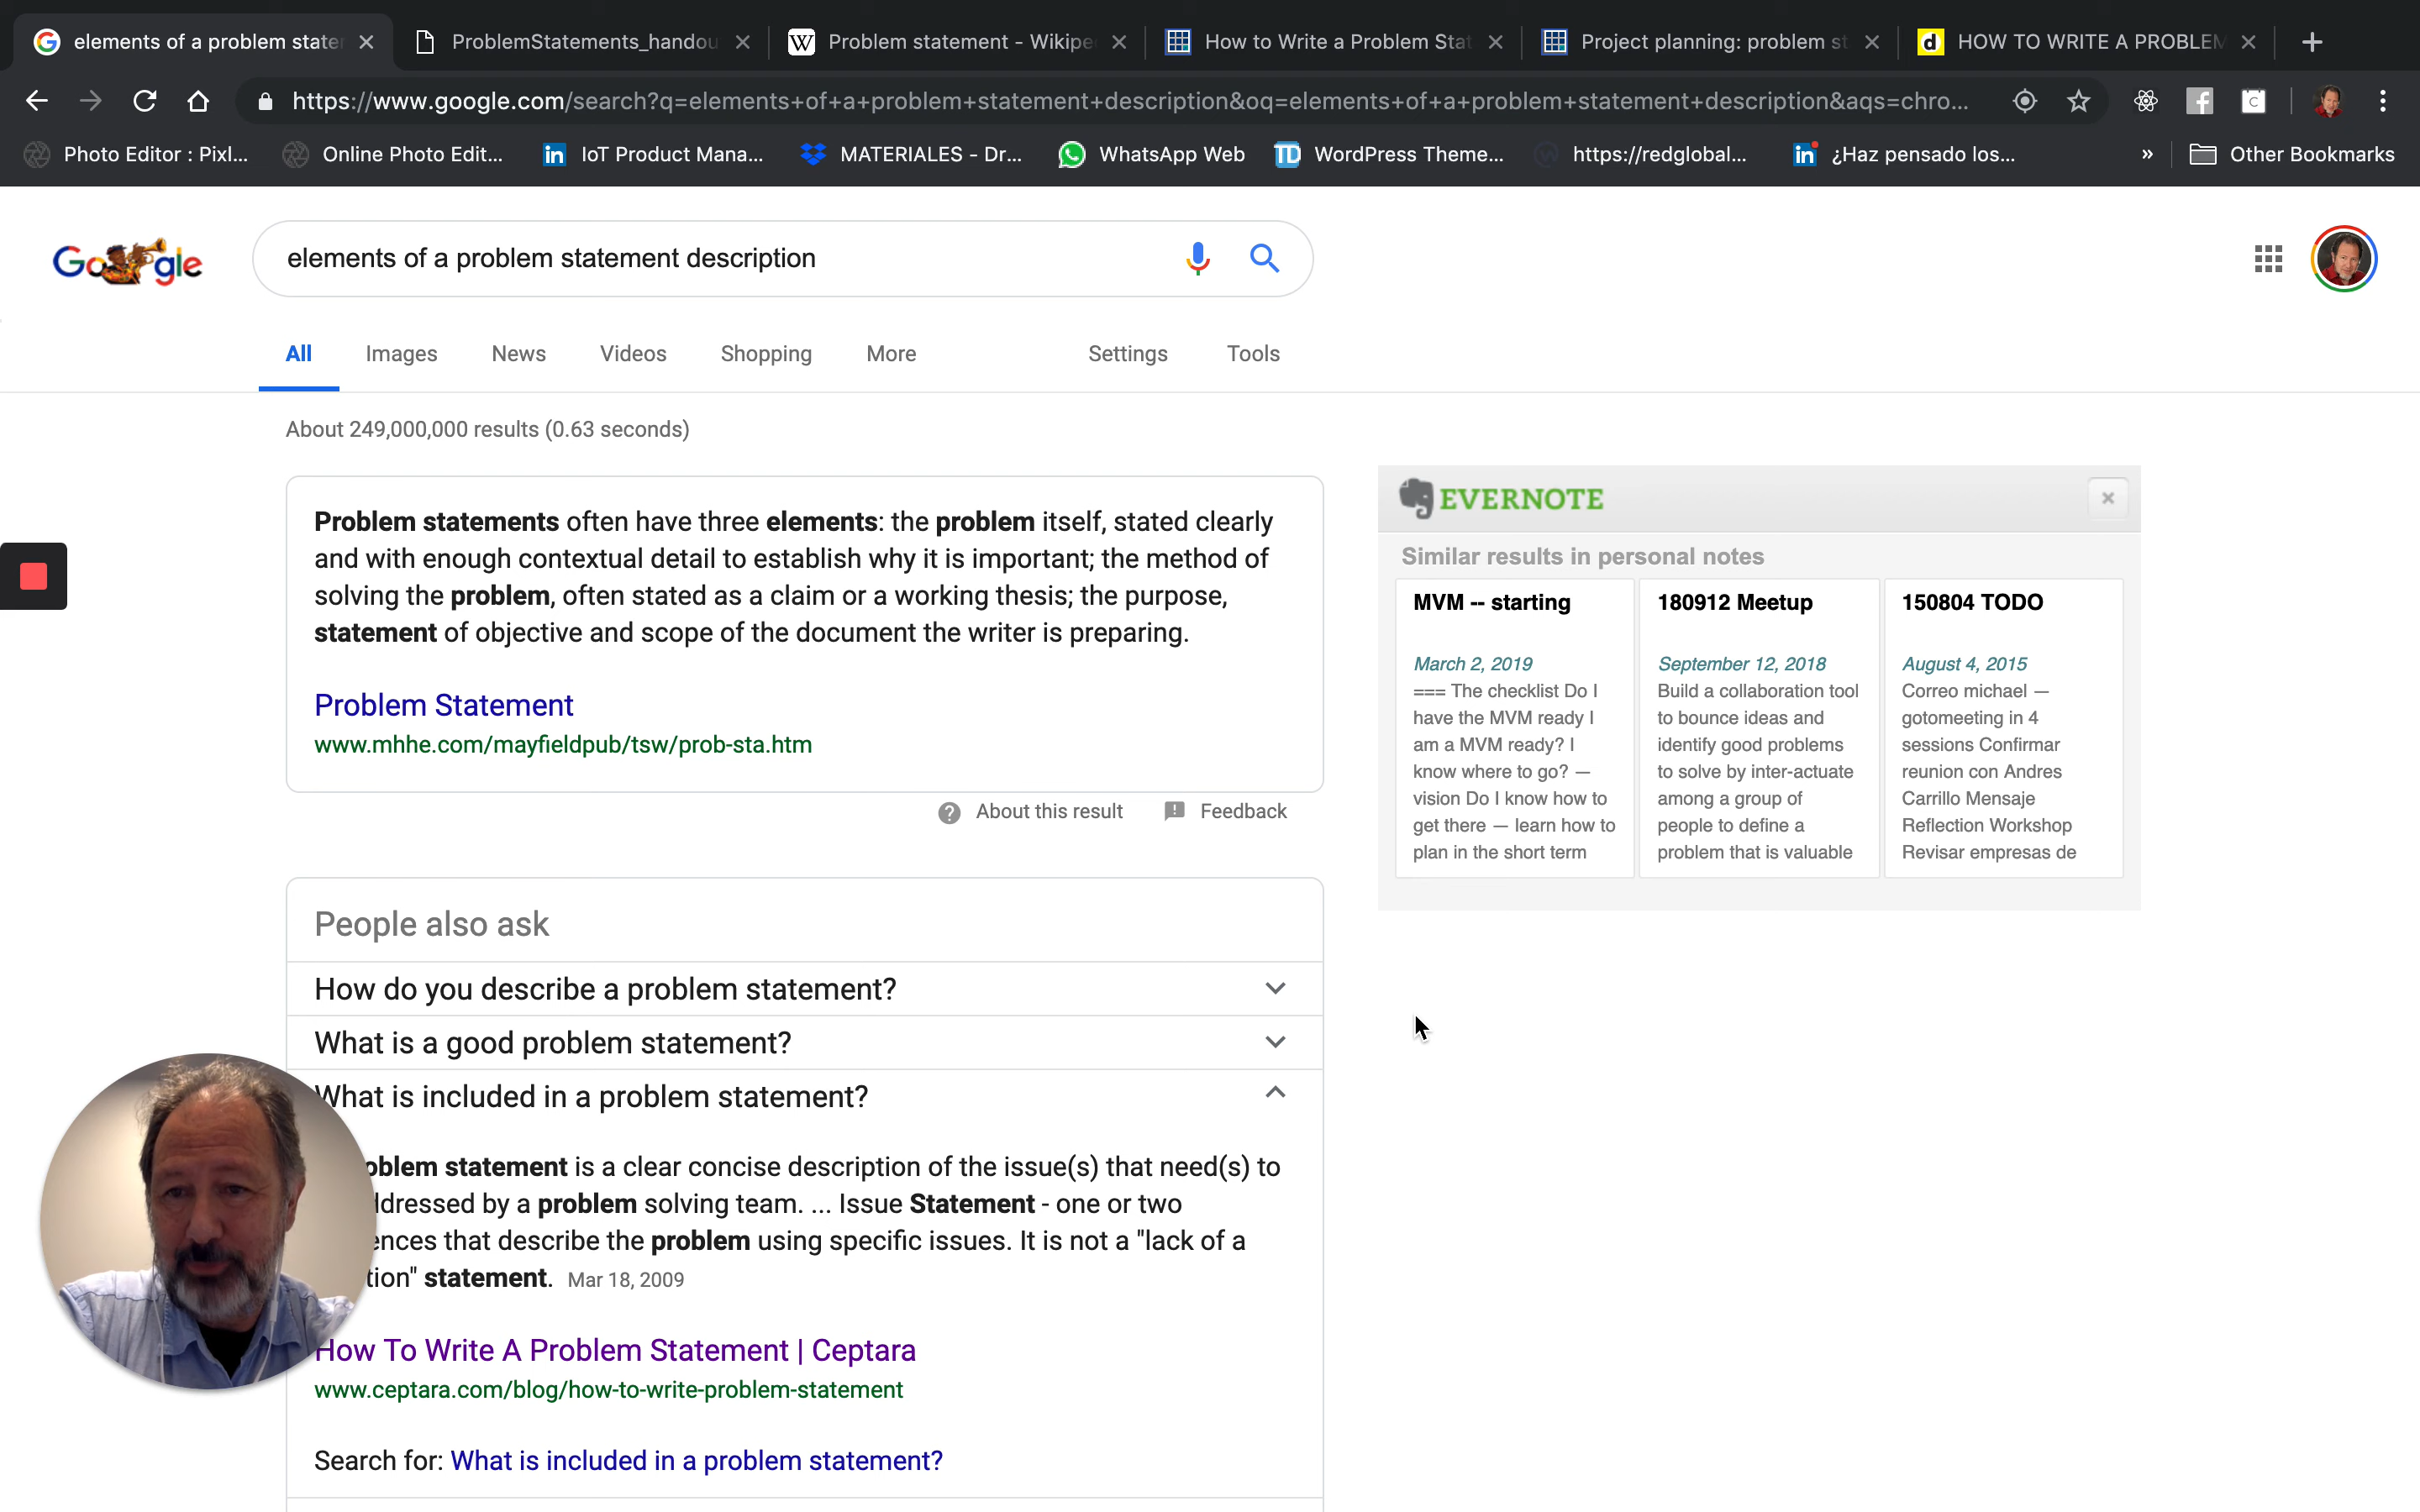 elements of a problem state
ProblemStatements_handou
Problem statement - Wikipe
How to Write a Problem Stat
Project planning: problem st
HOW TO WRITE A PROBLEM
https://www.google.com/search?q=elements+of+a+problem+statement+description&oq=elements+of+a+problem+statement+description&aqs=chro...
Photo Editor : Pixl...
Online Photo Edit...
IoT Product Mana...
MATERIALES - Dr...
WhatsApp Web
WordPress Theme...
https://redglobal...
¿Haz pensado los...
»
Other Bookmarks
Google
elements of a problem statement description
All
Images
News
Videos
Shopping
More
Settings
Tools
About 249,000,000 results (0.63 seconds)
Problem statements often have three elements: the problem itself, stated clearly
and with enough contextual detail to establish why it is important; the method of
solving the problem, often stated as a claim or a working thesis; the purpose,
statement of objective and scope of the document the writer is preparing.
Problem Statement
www.mhhe.com/mayfieldpub/tsw/prob-sta.htm
About this result
Feedback
People also ask
How do you describe a problem statement?
What is a good problem statement?
What is included in a problem statement?
oblem statement is a clear concise description of the issue(s) that need(s) to
ddressed by a problem solving team. ... Issue Statement - one or two
ences that describe the problem using specific issues. It is not a "lack of a
tion" statement. Mar 18, 2009
How To Write A Problem Statement | Ceptara
www.ceptara.com/blog/how-to-write-problem-statement
Search for: What is included in a problem statement?
EVERNOTE
Similar results in personal notes
MVM -- starting
March 2, 2019
=== The checklist Do I
have the MVM ready I
am a MVM ready? I
know where to go? —
vision Do I know how to
get there — learn how to
plan in the short term
180912 Meetup
September 12, 2018
Build a collaboration tool
to bounce ideas and
identify good problems
to solve by inter-actuate
among a group of
people to define a
problem that is valuable
150804 TODO
August 4, 2015
Correo michael —
gotomeeting in 4
sessions Confirmar
reunion con Andres
Carrillo Mensaje
Reflection Workshop
Revisar empresas de